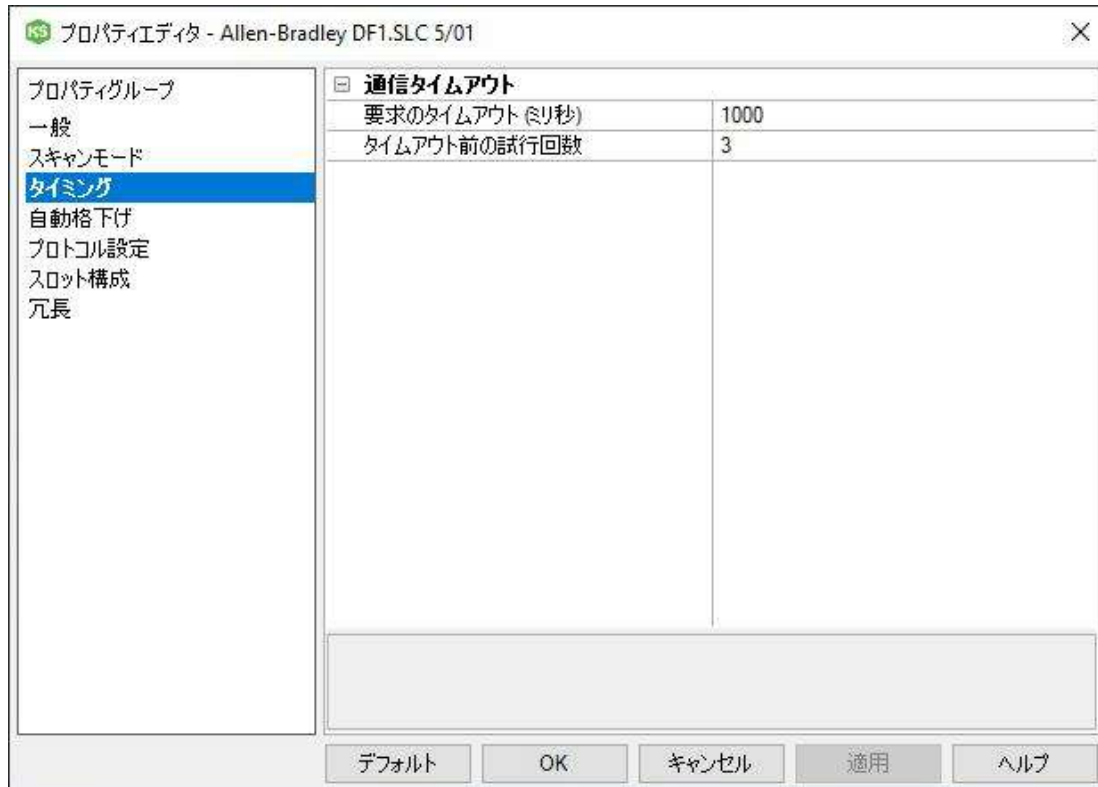 KS プロパティエディタ - Allen-Bradley DF1.SLC 5/01
プロパティグループ
一般
スキャンモード
タイミング
自動格下げ
プロトコル設定
スロット構成
冗長
通信タイムアウト
要求のタイムアウト (ミリ秒) 1000
タイムアウト前の試行回数 3
デフォルト OK キャンセル 適用 ヘルプ